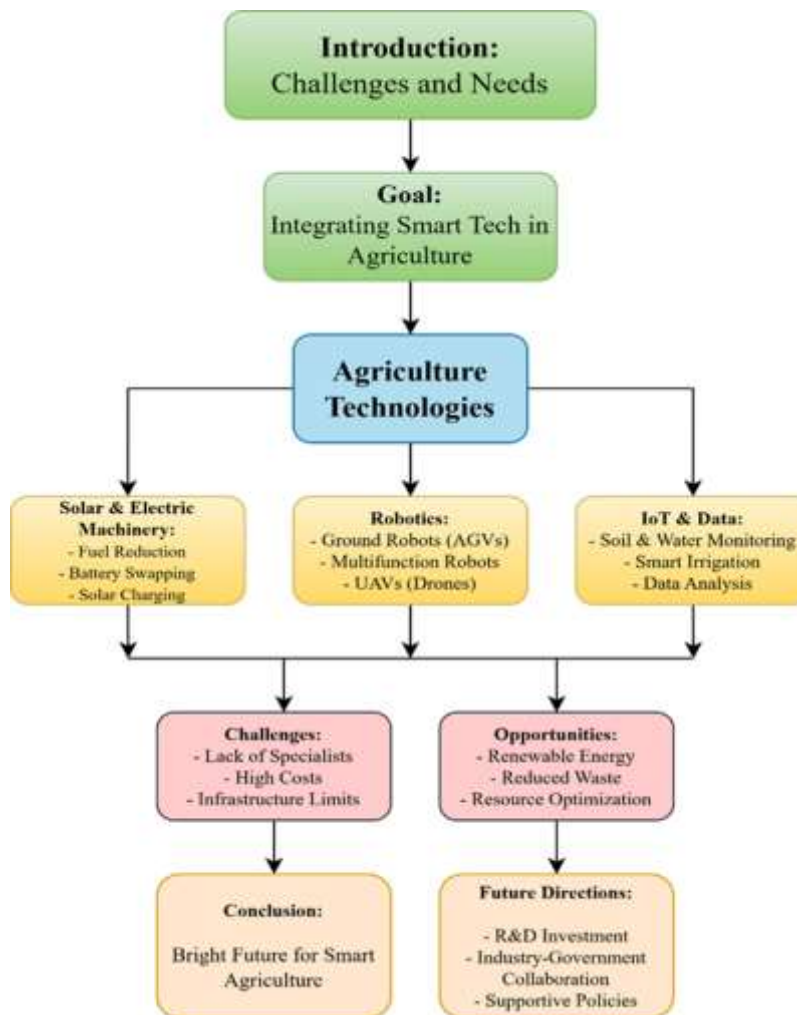 Introduction:
Challenges and Needs
Goal:
Integrating Smart Tech in
Agriculture
Agriculture
Technologies
Solar & Electric
Machinery:
- Fuel Reduction
- Battery Swapping
- Solar Charging
Robotics:
- Ground Robots (AGVs)
- Multifunction Robots
- UAVs (Drones)
IoT & Data:
- Soil & Water Monitoring
- Smart Irrigation
- Data Analysis
Challenges:
- Lack of Specialists
- High Costs
- Infrastructure Limits
Opportunities:
- Renewable Energy
- Reduced Waste
- Resource Optimization
Conclusion:
Bright Future for Smart
Agriculture
Future Directions:
- R&D Investment
- Industry-Government
Collaboration
- Supportive Policies